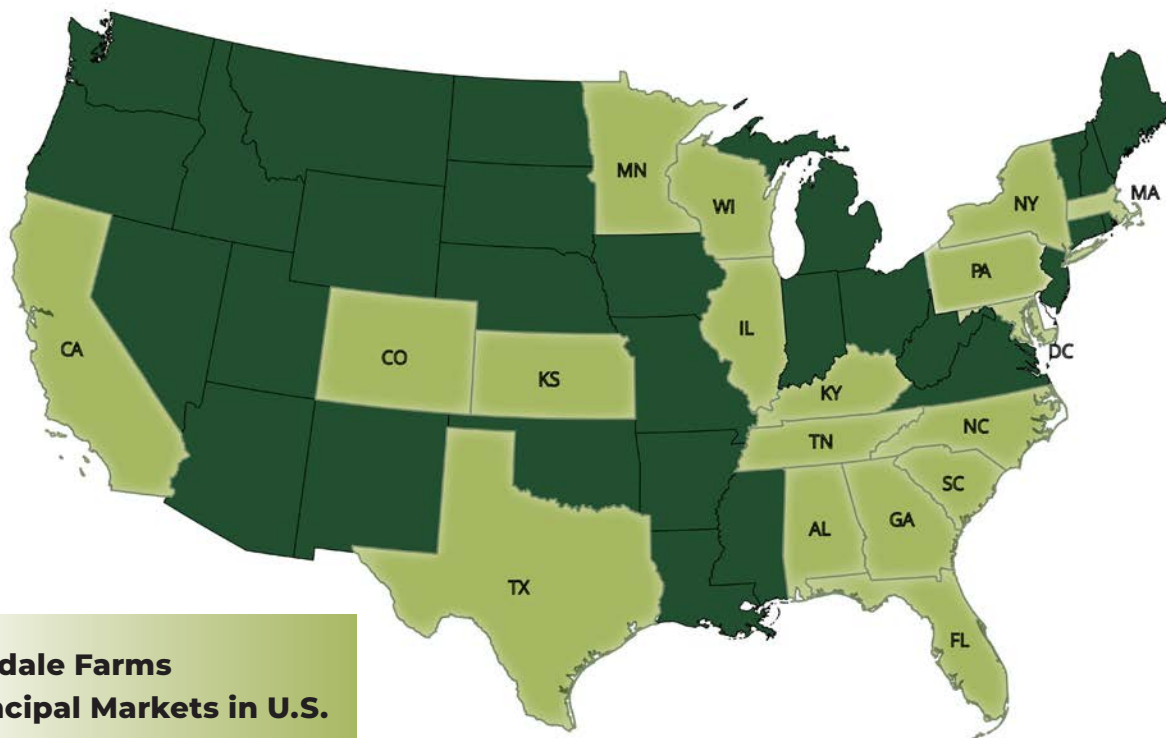 MN
WI
MA
NY
PA
IL
CA
CO
KS
DC
KY
TN
NC
SC
AL
GA
TX
FL
dale Farms
ncipal Markets in U.S.